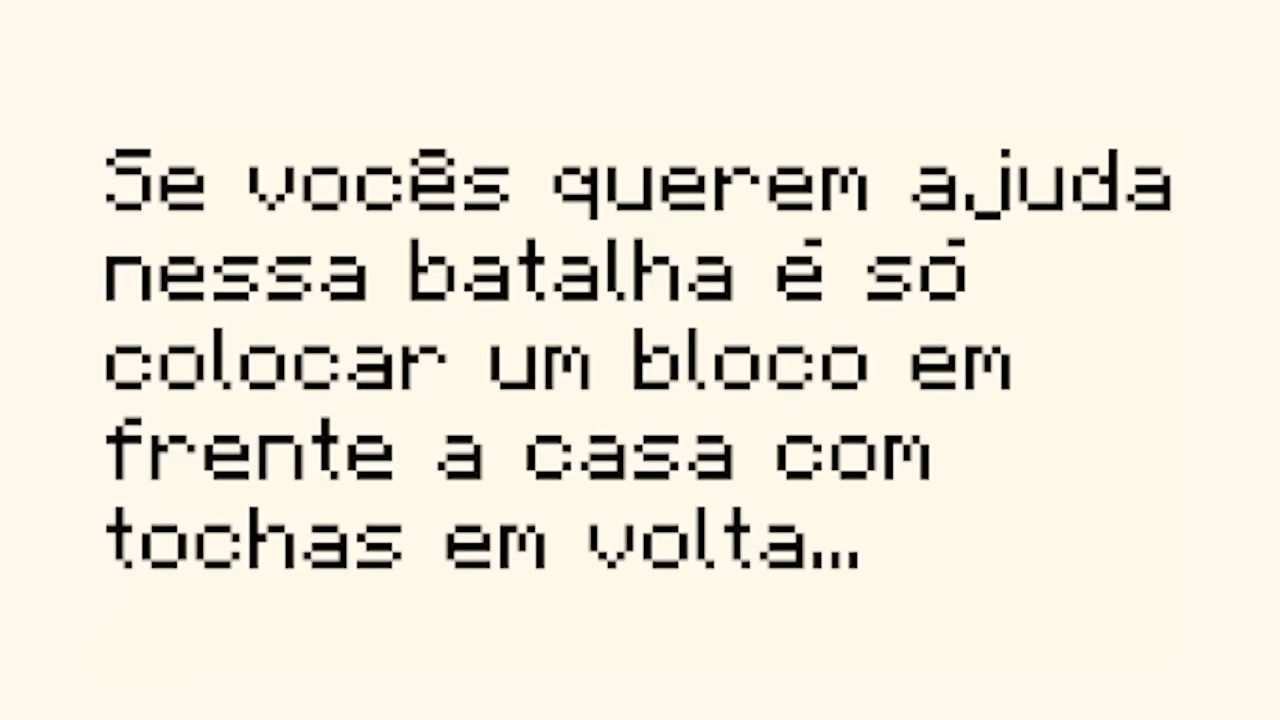 Se vocês querem ajuda
nessa batalha é só
colocar um bloco em
frente a casa com
tochas em volta...